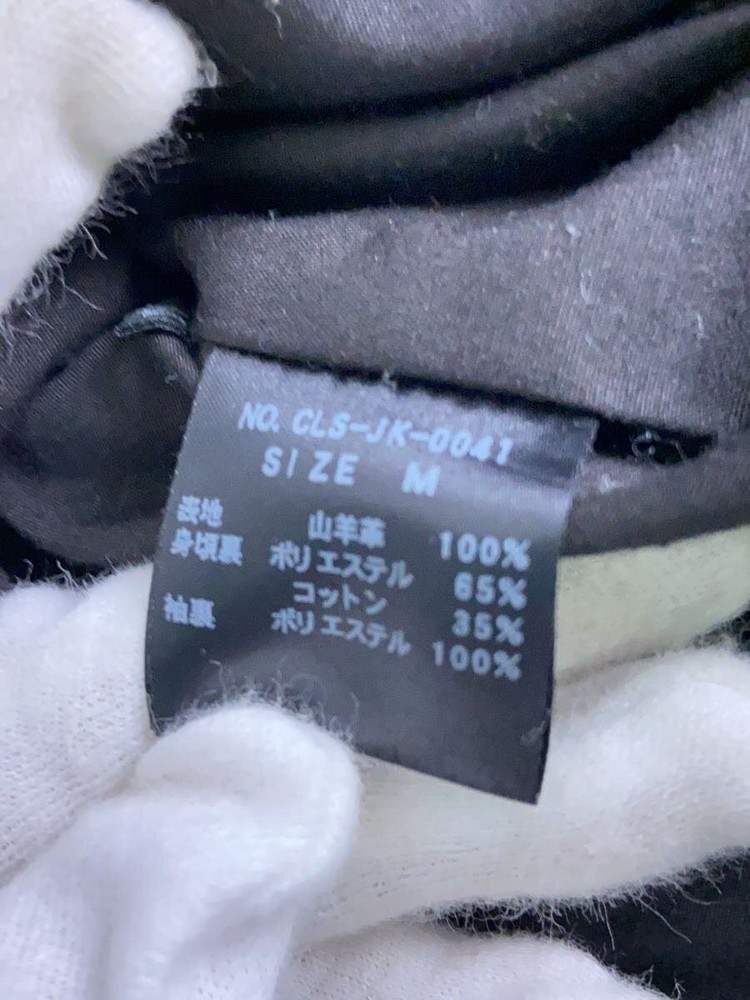 NO. CLS-JK-0041
SIZE M
表地 山羊革 100%
身頃裏 ポリエステル 65%
コットン 35%
袖裏 ポリエステル 100%